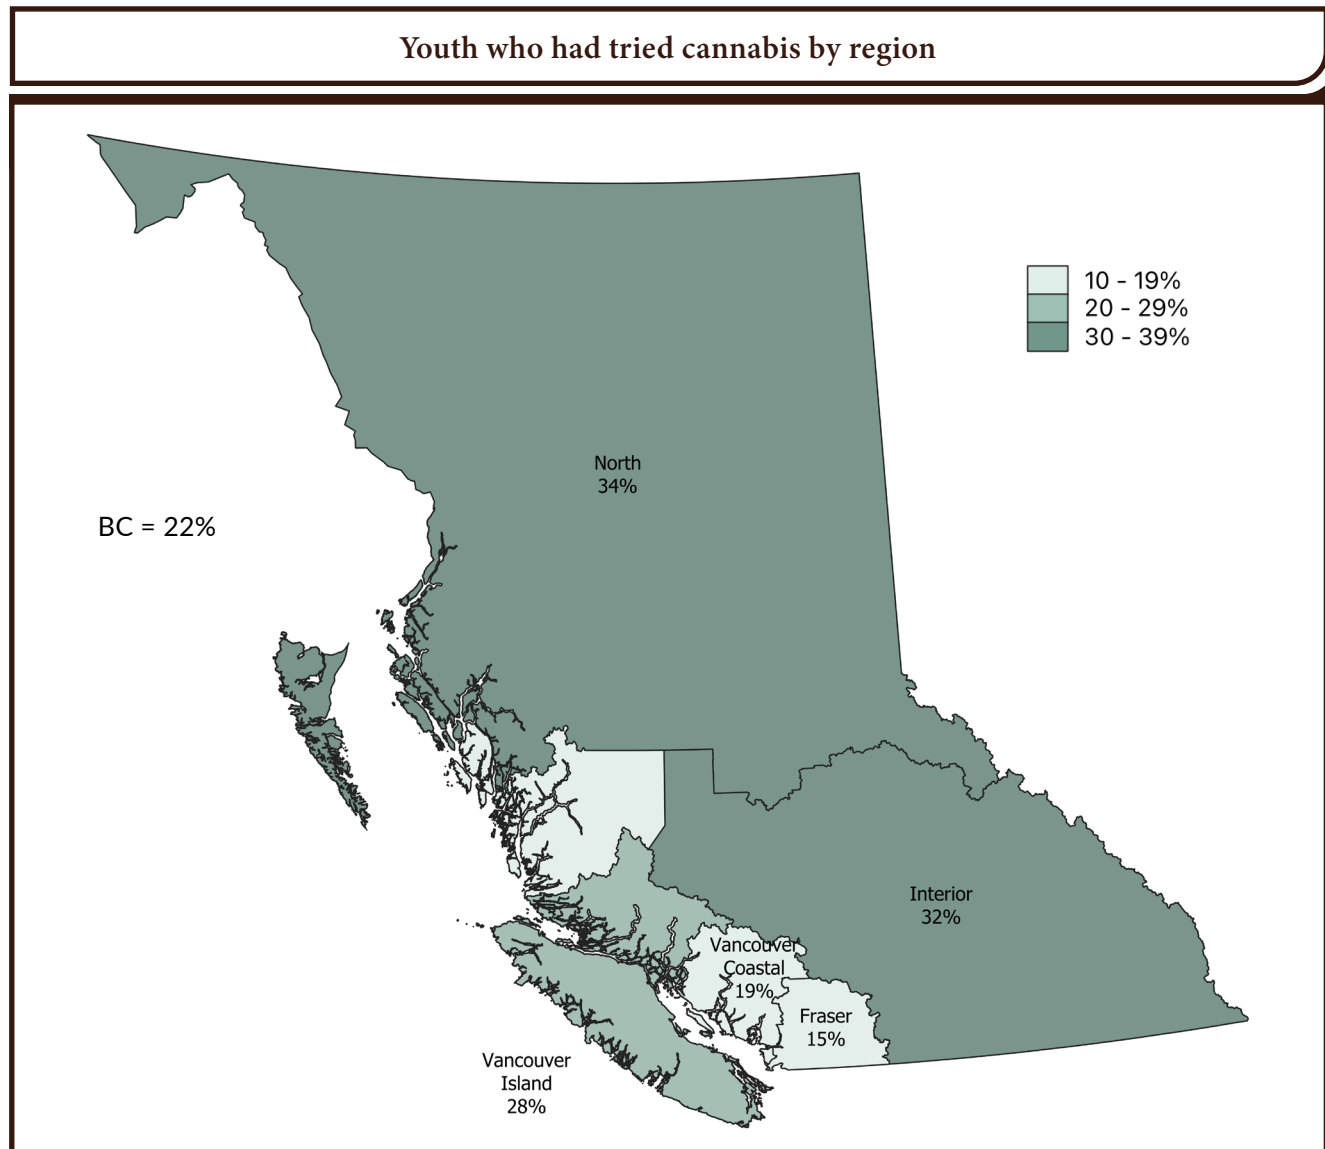 Youth who had tried cannabis by region
10 - 19%
20 - 29%
30 - 39%
North
34%
BC = 22%
Interior
32%
Vancouver
Coastal
19%
Fraser
15%
Vancouver
Island
28%